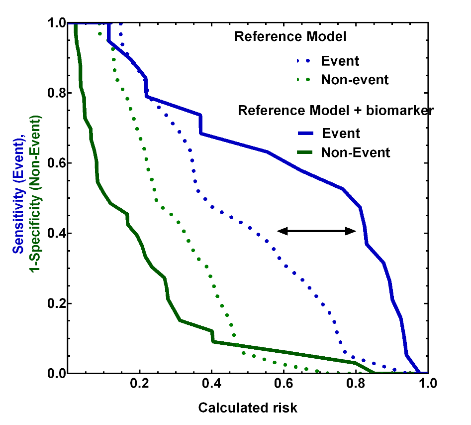 Reference Model
Event
Non-event
Reference Model + biomarker
Event
Non-Event
Sensitivity (Event),
1-Specificity (Non-Event)
1.0
0.8
0.6
0.4
0.2
0.0
0.2 0.4 0.6 0.8 1.0
Calculated risk